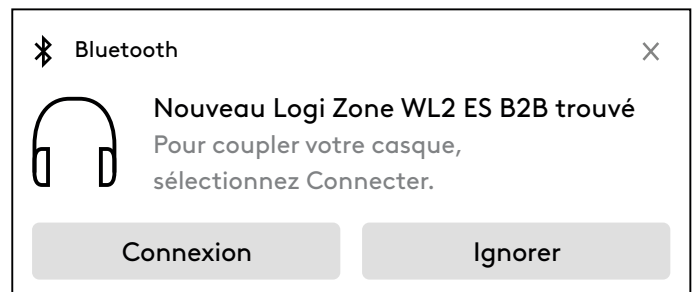 Bluetooth
Nouveau Logi Zone WL2 ES B2B trouvé
Pour coupler votre casque,
sélectionnez Connecter.
Connexion
Ignorer